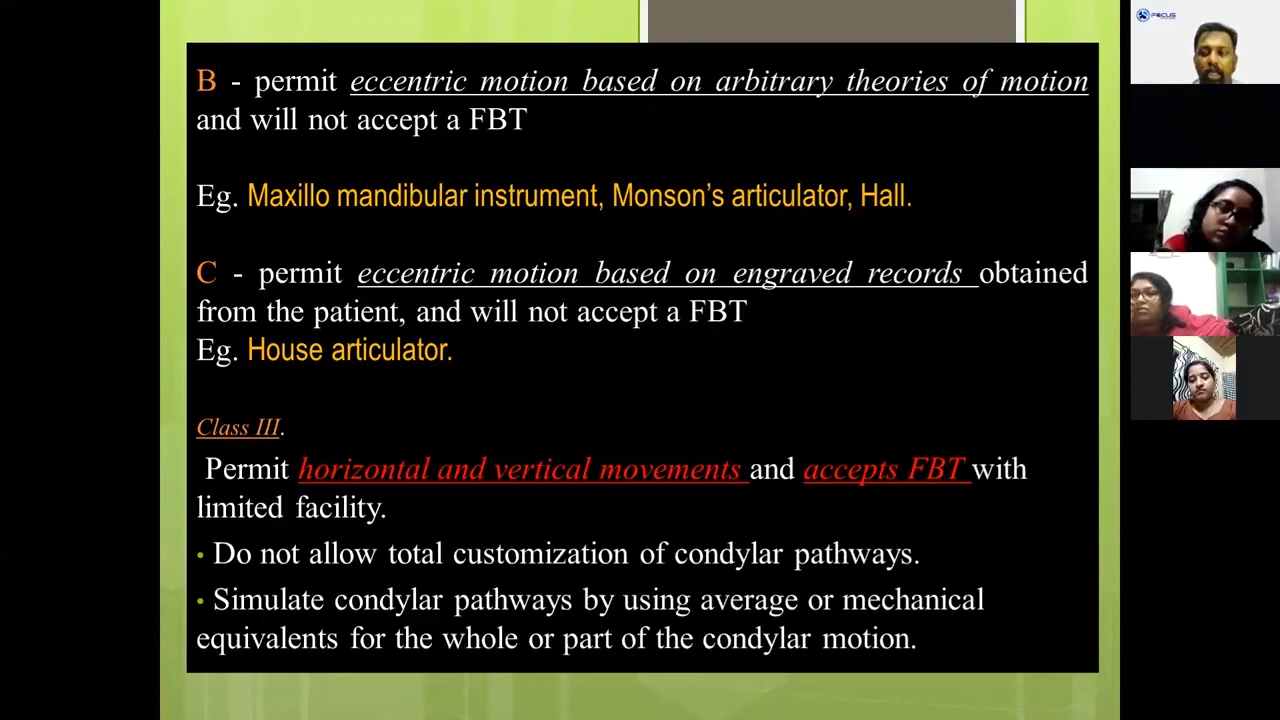 B - permit eccentric motion based on arbitrary theories of motion
and will not accept a FBT
Eg. Maxillo mandibular instrument, Monson's articulator, Hall.
C - permit eccentric motion based on engraved records obtained
from the patient, and will not accept a FBT
Eg. House articulator.
Class III.
Permit horizontal and vertical movements and accepts FBT with
limited facility.
• Do not allow total customization of condylar pathways.
• Simulate condylar pathways by using average or mechanical
equivalents for the whole or part of the condylar motion.
FOCUS